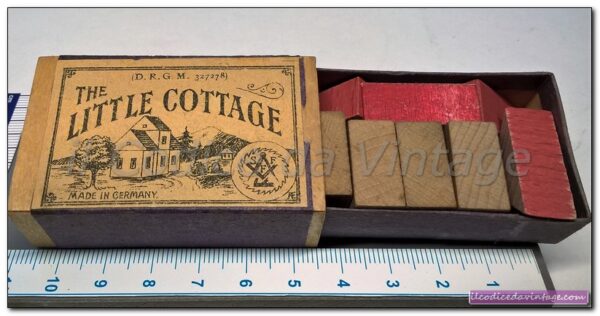 (D. R. G. M. 327278)
THE
LITTLE COTTAGE
MADE IN GERMANY.
da Vintage
10 9 8 7 6 5 4 3 2 1
ilcodicedavintage.com